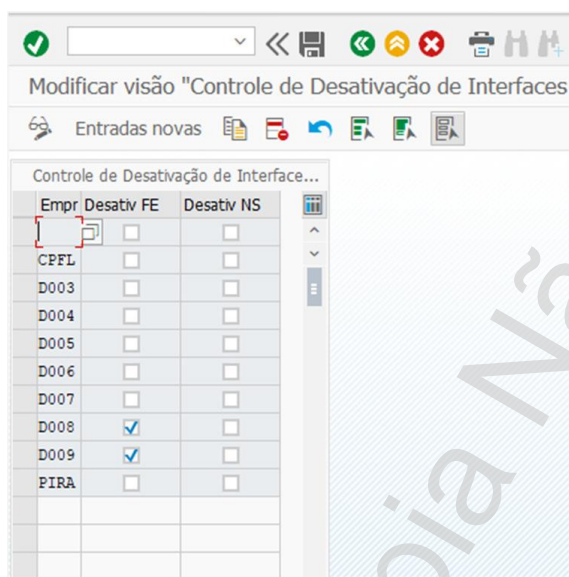 Modificar visão "Controle de Desativação de Interfaces
Entradas novas
Controle de Desativação de Interface...
Empr Desativ FE Desativ NS
CPFL
D003
D004
D005
D006
D007
D008
D009
PIRA